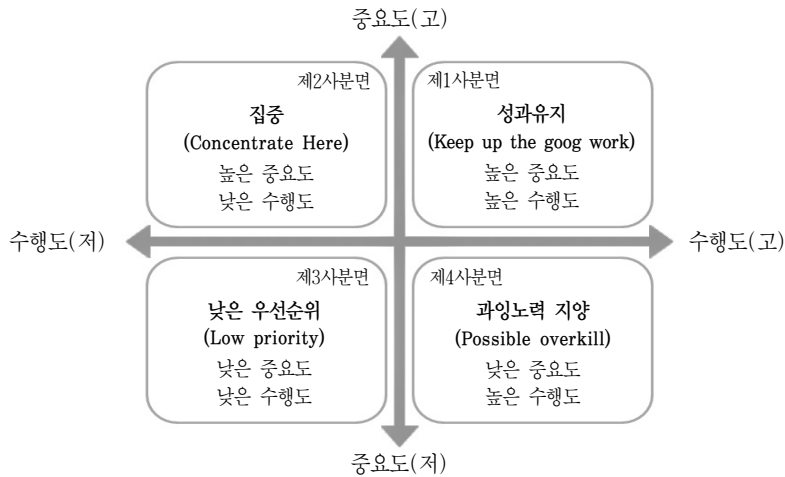 중요도(고)
제2사분면
집중
(Concentrate Here)
높은 중요도
낮은 수행도
제1사분면
성과유지
(Keep up the goog work)
높은 중요도
높은 수행도
수행도(저)
수행도(고)
제3사분면
낮은 우선순위
(Low priority)
낮은 중요도
낮은 수행도
제4사분면
과잉노력 지양
(Possible overkill)
낮은 중요도
높은 수행도
중요도(저)